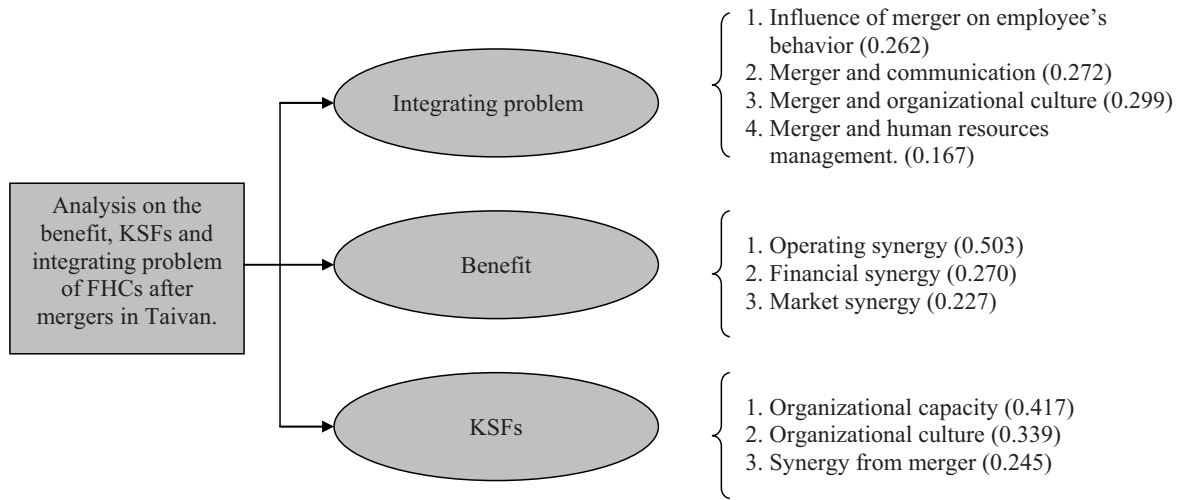 Analysis on the
benefit, KSFs and
integrating problem
of FHCs after
mergers in Taivan.
Integrating problem
1. Influence of merger on employee's
behavior (0.262)
2. Merger and communication (0.272)
3. Merger and organizational culture (0.299)
4. Merger and human resources
management. (0.167)
Benefit
1. Operating synergy (0.503)
2. Financial synergy (0.270)
3. Market synergy (0.227)
KSFs
1. Organizational capacity (0.417)
2. Organizational culture (0.339)
3. Synergy from merger (0.245)